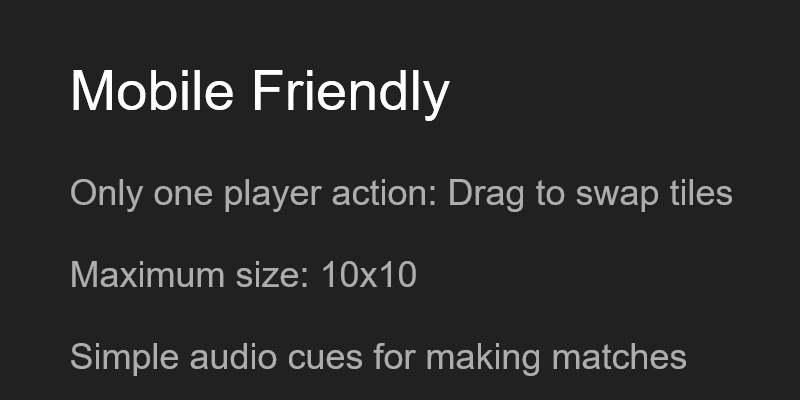 Mobile Friendly
Only one player action: Drag to swap tiles
Maximum size: 10x10
Simple audio cues for making matches